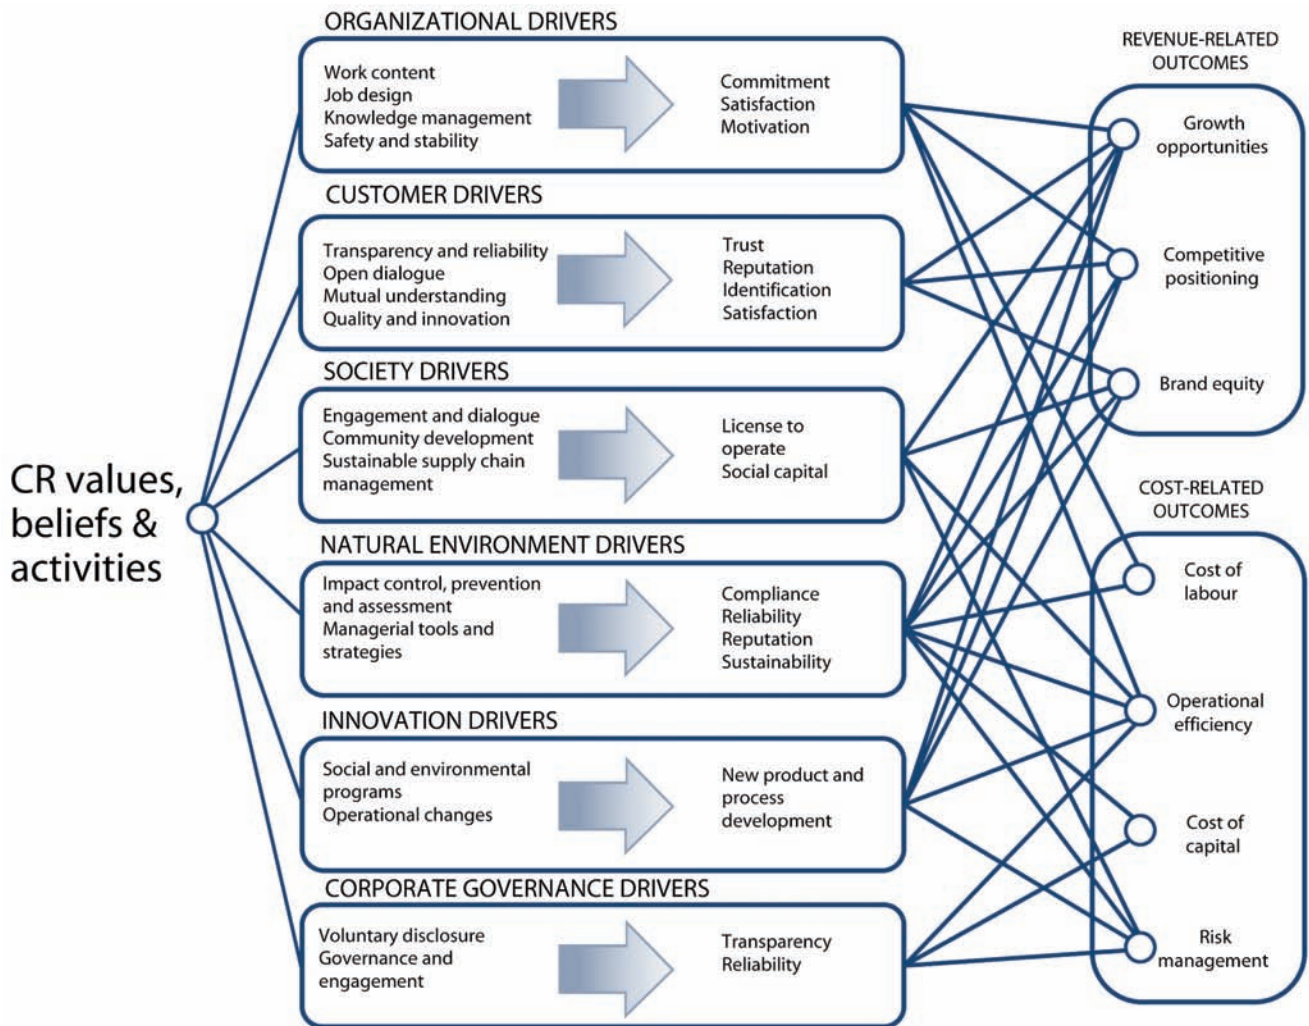 CR values,
beliefs &
activities
ORGANIZATIONAL DRIVERS
Work content
Job design
Knowledge management
Safety and stability
Commitment
Satisfaction
Motivation
CUSTOMER DRIVERS
Transparency and reliability
Open dialogue
Mutual understanding
Quality and innovation
Trust
Reputation
Identification
Satisfaction
SOCIETY DRIVERS
Engagement and dialogue
Community development
Sustainable supply chain
management
License to
operate
Social capital
NATURAL ENVIRONMENT DRIVERS
Impact control, prevention
and assessment
Managerial tools and
strategies
Compliance
Reliability
Reputation
Sustainability
INNOVATION DRIVERS
Social and environmental
programs
Operational changes
New product and
process
development
CORPORATE GOVERNANCE DRIVERS
Voluntary disclosure
Governance and
engagement
Transparency
Reliability
REVENUE-RELATED
OUTCOMES
Growth
opportunities
Competitive
positioning
Brand equity
COST-RELATED
OUTCOMES
Cost of
labour
Operational
efficiency
Cost of
capital
Risk
management